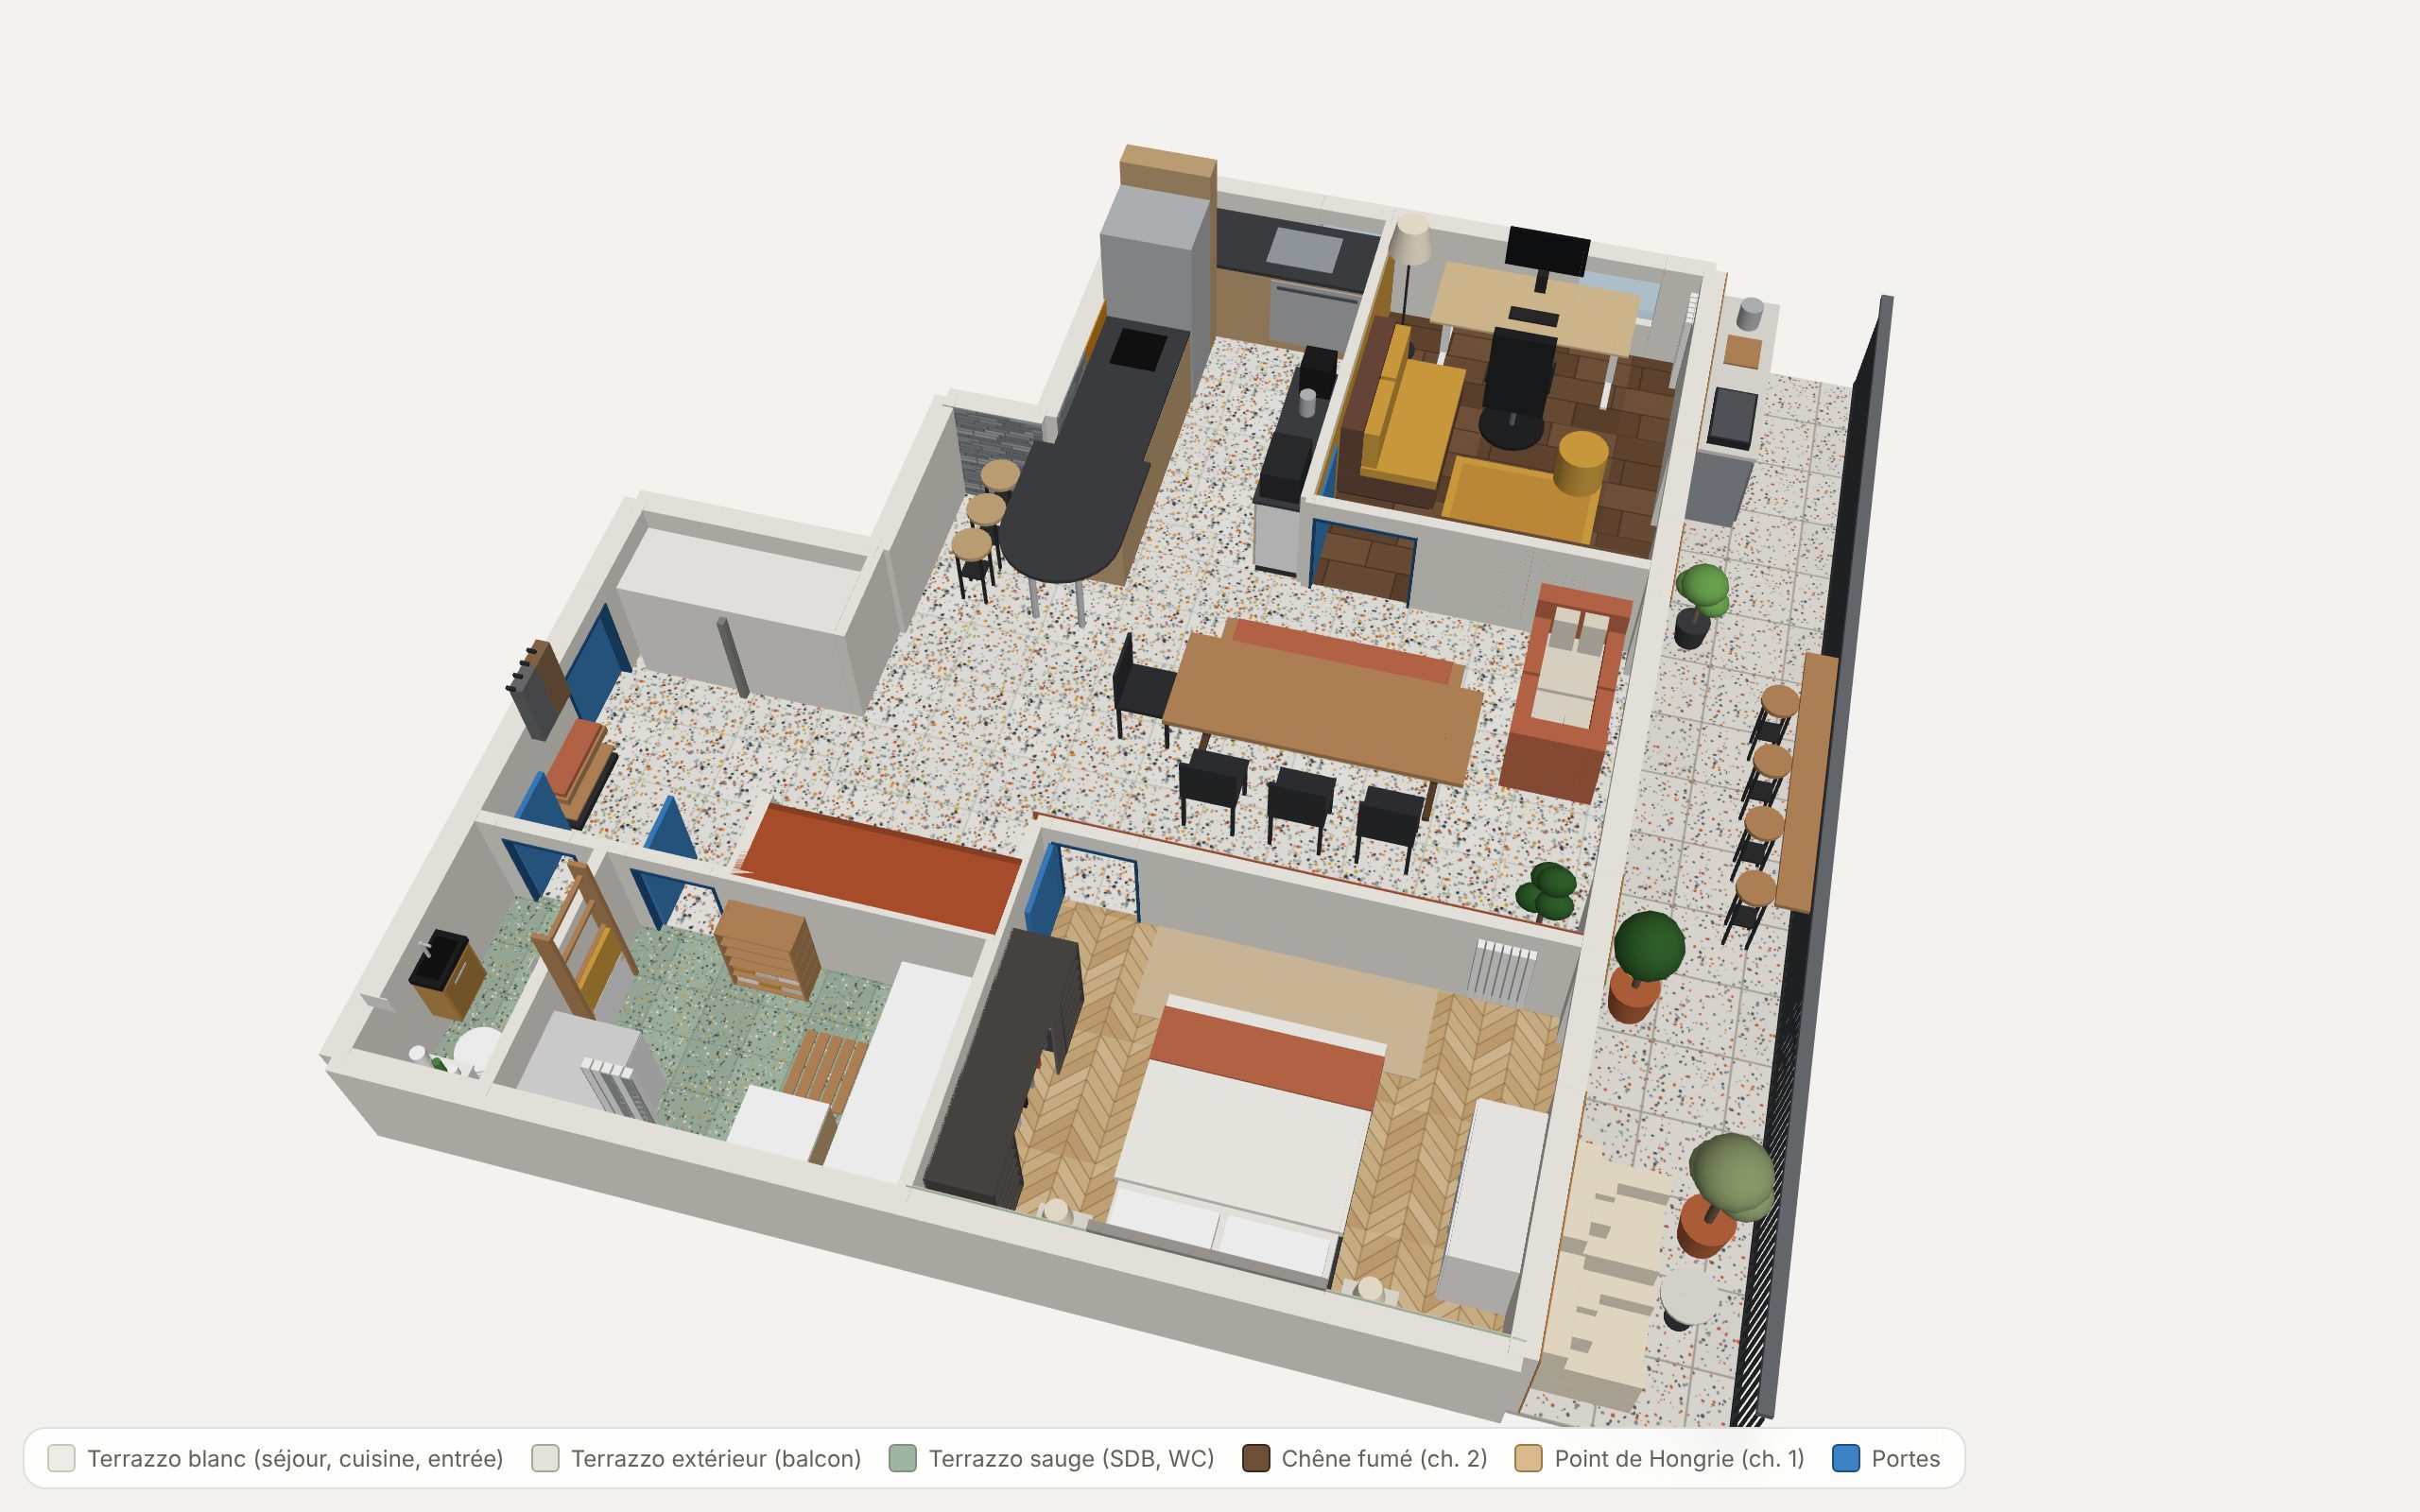 Terrazzo blanc (séjour, cuisine, entrée)
Terrazzo extérieur (balcon)
Terrazzo sauge (SDB, WC)
Chêne fumé (ch. 2)
Point de Hongrie (ch. 1)
Portes